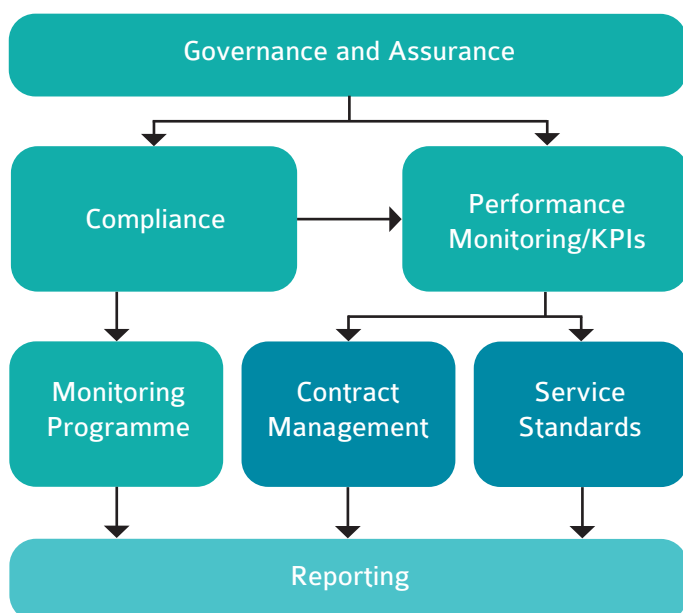 Governance and Assurance
Compliance
Performance
Monitoring/KPIs
Monitoring
Programme
Contract
Management
Service
Standards
Reporting